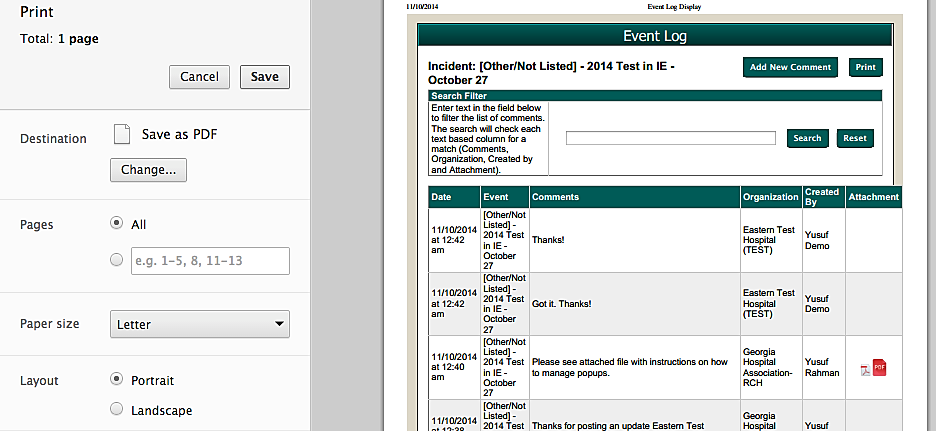 Print
Total: 1 page
Cancel
Save
Destination
Save as PDF
Change...
Pages
All
e.g. 1-5, 8, 11-13
Paper size
Letter
Layout
Portrait
Landscape
11/10/2014
Event Log Display
Event Log
Incident: [Other/Not Listed] - 2014 Test in IE -
October 27
Add New Comment
Print
Search Filter
Enter text in the field below
to filter the list of comments.
The search will check each
text based column for a
match (Comments,
Organization, Created by
and Attachment).
Search
Reset
Date
Event
Comments
Organization
Created
By
Attachment
11/10/2014
at 12:42
am
[Other/Not
Listed] -
2014 Test
in IE -
October
27
Thanks!
Eastern Test
Hospital
(TEST)
Yusuf
Demo
11/10/2014
at 12:42
am
[Other/Not
Listed] -
2014 Test
in IE -
October
27
Got it. Thanks!
Eastern Test
Hospital
(TEST)
Yusuf
Demo
11/10/2014
at 12:40
am
[Other/Not
Listed] -
2014 Test
in IE -
October
27
Please see attached file with instructions on how
to manage popups.
Georgia
Hospital
Association-
RCH
Yusuf
Rahman
PDF
11/10/2014
at 12:38
[Other/Not
Listed] -
2014 Test
Thanks for posting an update Eastern Test
Georgia
Hospital
Yusuf